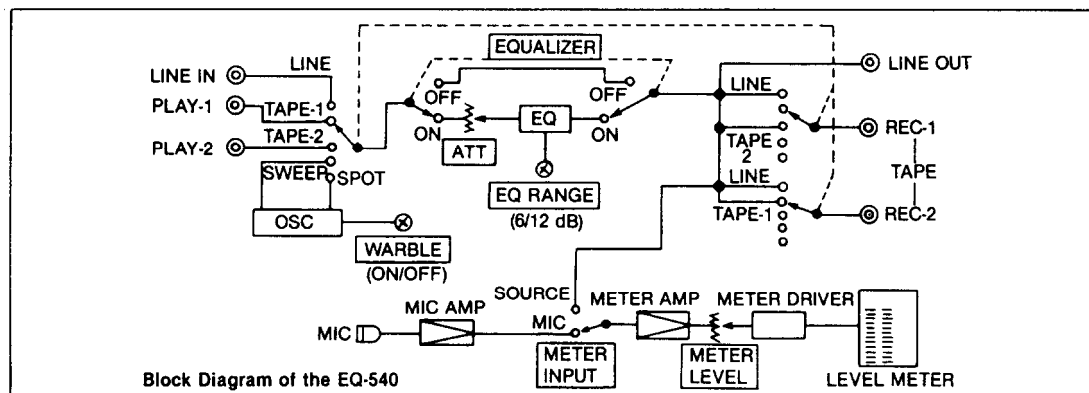 EQUALIZER
LINE IN
LINE
LINE OUT
OFF
OFF
LINE
PLAY-1
TAPE-1
ON
EQ
ON
REC-1
PLAY-2
TAPE-2
ATT
TAPE
2
TAPE
SWEEP
SPOT
EQ RANGE
(6/12 dB)
LINE
TAPE-1
REC-2
OSC
WARBLE
(ON/OFF)
SOURCE
MIC AMP
METER AMP
METER DRIVER
MIC
MIC
METER
INPUT
METER
LEVEL
LEVEL METER
Block Diagram of the EQ-540